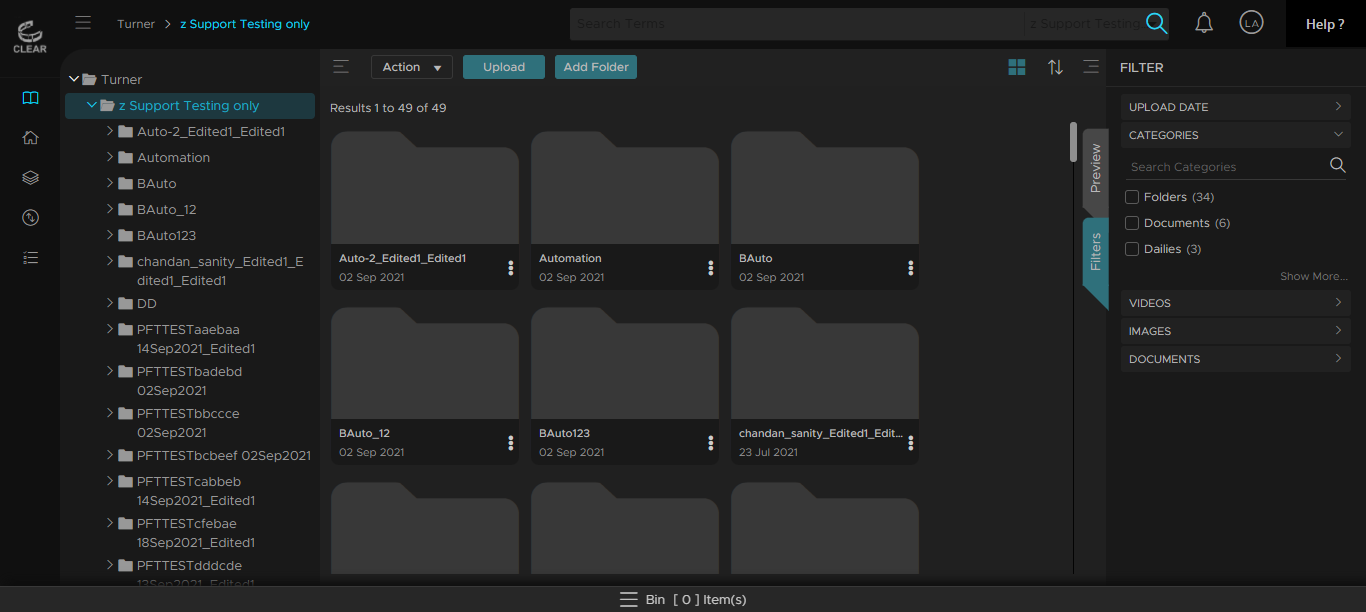 CLEAR
Turner > z Support Testing only
Search Terms
z Support Testing
LA
Help ?
Turner
z Support Testing only
Auto-2_Edited1_Edited1
Automation
BAuto
BAuto_12
BAuto123
chandan_sanity_Edited1_E
dited1_Edited1
DD
PFTTESTaaebaa
14Sep2021_Edited1
PFTTESTbadebd
02Sep2021
PFTTESTbbccce
02Sep2021
PFTTESTbcbeef 02Sep2021
PFTTESTcabbeb
14Sep2021_Edited1
PFTTESTcfebae
18Sep2021_Edited1
PFTTESTdddcde
13Sep2021_Edited1
Action
Upload
Add Folder
Results 1 to 49 of 49
Auto-2_Edited1_Edited1
02 Sep 2021
Automation
02 Sep 2021
BAuto
02 Sep 2021
BAuto_12
02 Sep 2021
BAuto123
02 Sep 2021
chandan_sanity_Edited1_Edit...
23 Jul 2021
Preview
Filters
FILTER
UPLOAD DATE
CATEGORIES
Search Categories
Folders (34)
Documents (6)
Dailies (3)
Show More...
VIDEOS
IMAGES
DOCUMENTS
Bin [ 0 ] Item(s)